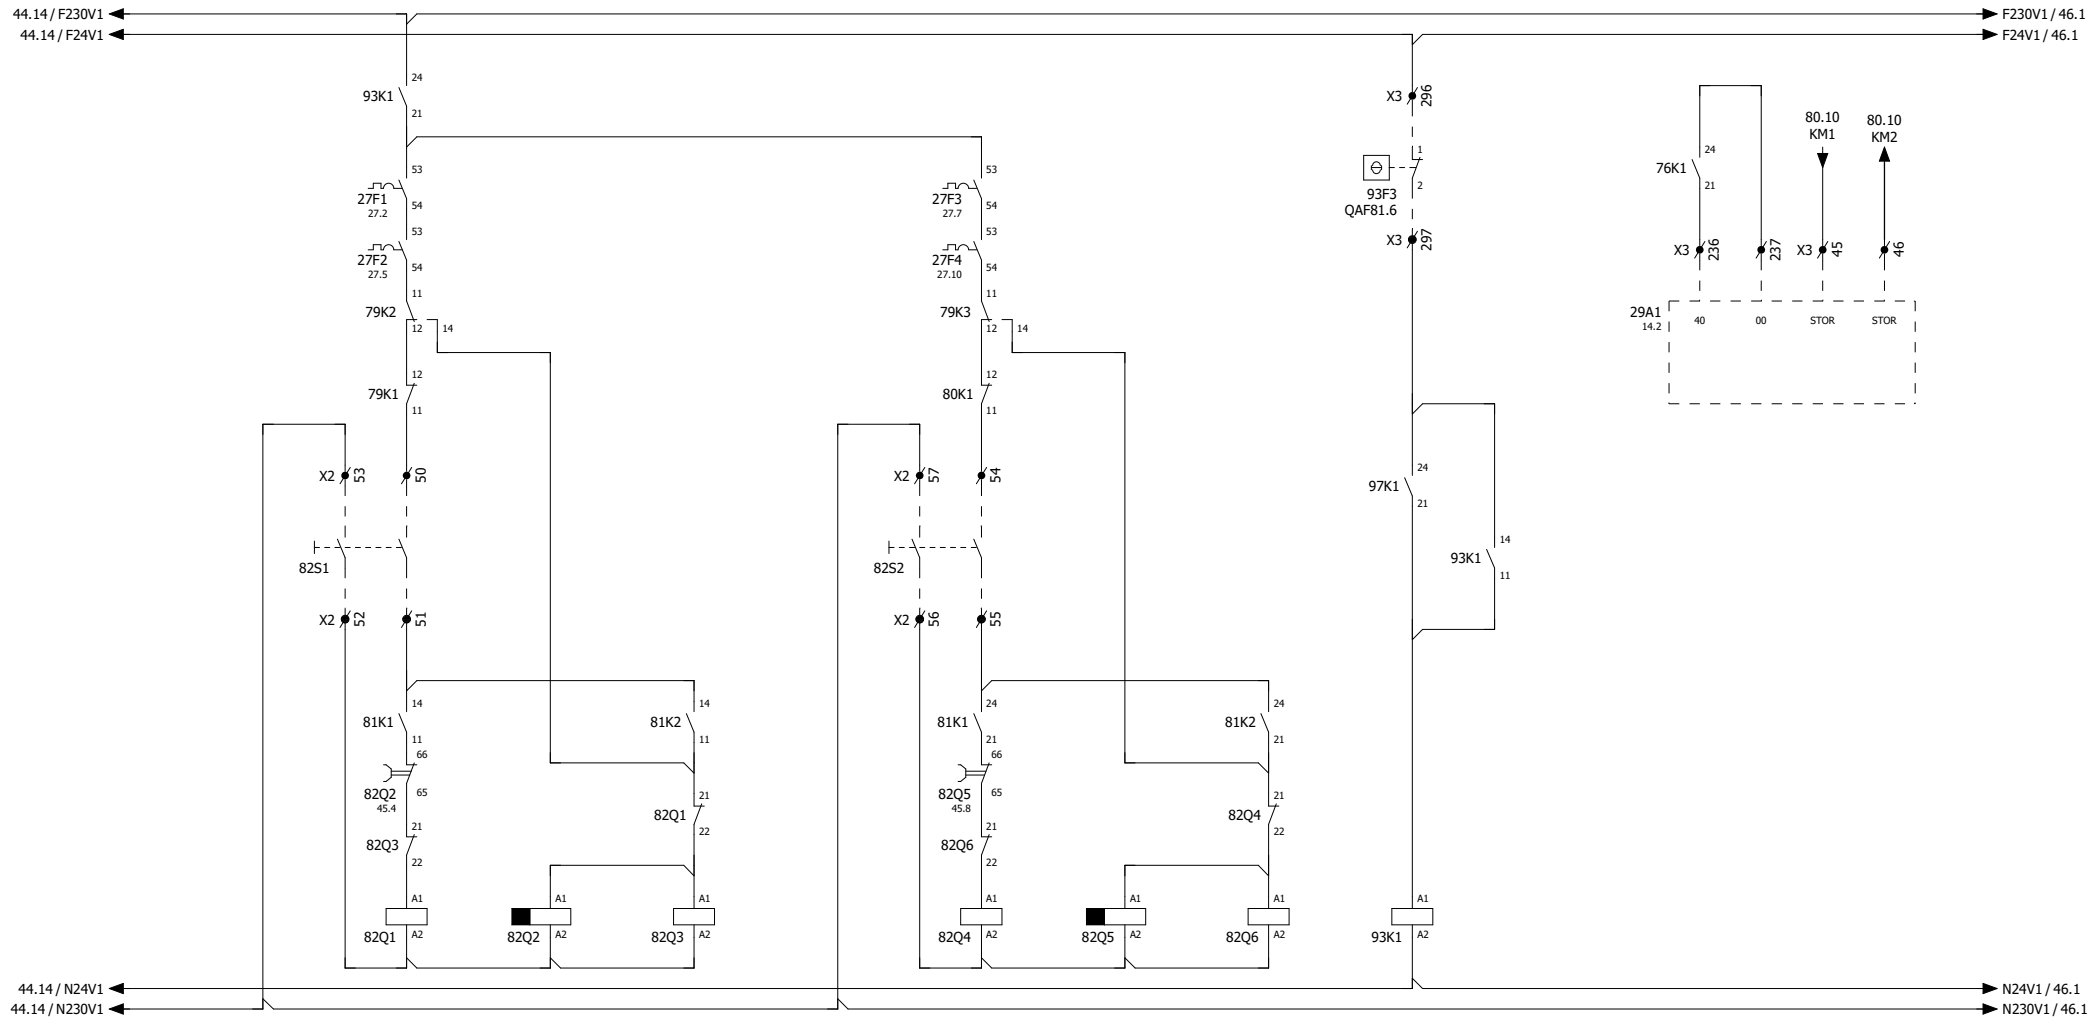 44.14 / F230V1
F230V1 / 46.1
44.14 / F24V1
F24V1 / 46.1
24
93K1
21
X3
296
80.10
KM1
80.10
KM2
53
27F1
27.2
54
53
27F3
27.7
54
1
93F3
QAF81.6
2
24
76K1
21
53
27F2
27.5
54
53
27F4
27.10
54
X3
297
X3
236
237
X3
45
46
11
79K2
12
14
11
79K3
12
14
29A1
14.2
40
00
STOR
STOR
12
79K1
11
12
80K1
11
X2
53
50
X2
57
54
24
97K1
21
82S1
82S2
14
93K1
11
X2
52
51
X2
56
55
14
81K1
11
14
81K2
11
24
81K1
21
24
81K2
21
66
82Q2
45.4
65
21
82Q1
22
66
82Q5
45.8
65
21
82Q4
22
21
82Q3
22
21
82Q6
22
A1
82Q1
A2
A1
82Q2
A2
A1
82Q3
A2
A1
82Q4
A2
A1
82Q5
A2
A1
82Q6
A2
A1
93K1
A2
44.14 / N24V1
N24V1 / 46.1
44.14 / N230V1
N230V1 / 46.1